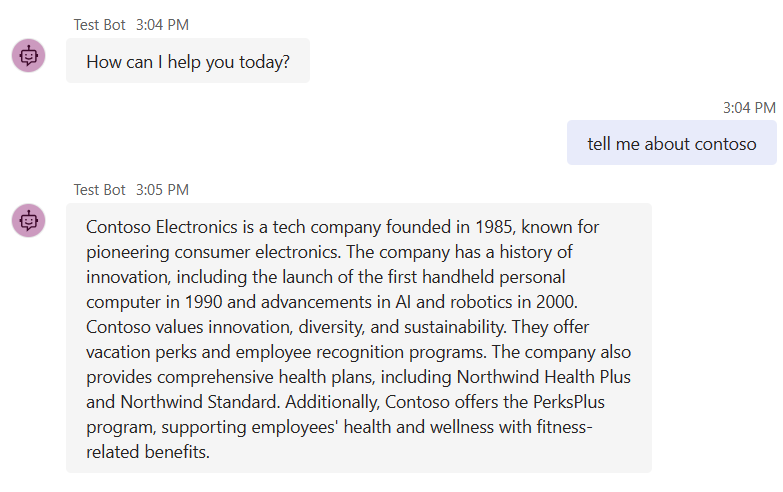 Test Bot 3:04 PM
How can I help you today?
3:04 PM
tell me about contoso
Test Bot 3:05 PM
Contoso Electronics is a tech company founded in 1985, known for
pioneering consumer electronics. The company has a history of
innovation, including the launch of the first handheld personal
computer in 1990 and advancements in AI and robotics in 2000.
Contoso values innovation, diversity, and sustainability. They offer
vacation perks and employee recognition programs. The company also
provides comprehensive health plans, including Northwind Health Plus
and Northwind Standard. Additionally, Contoso offers the PerksPlus
program, supporting employees' health and wellness with fitness-
related benefits.